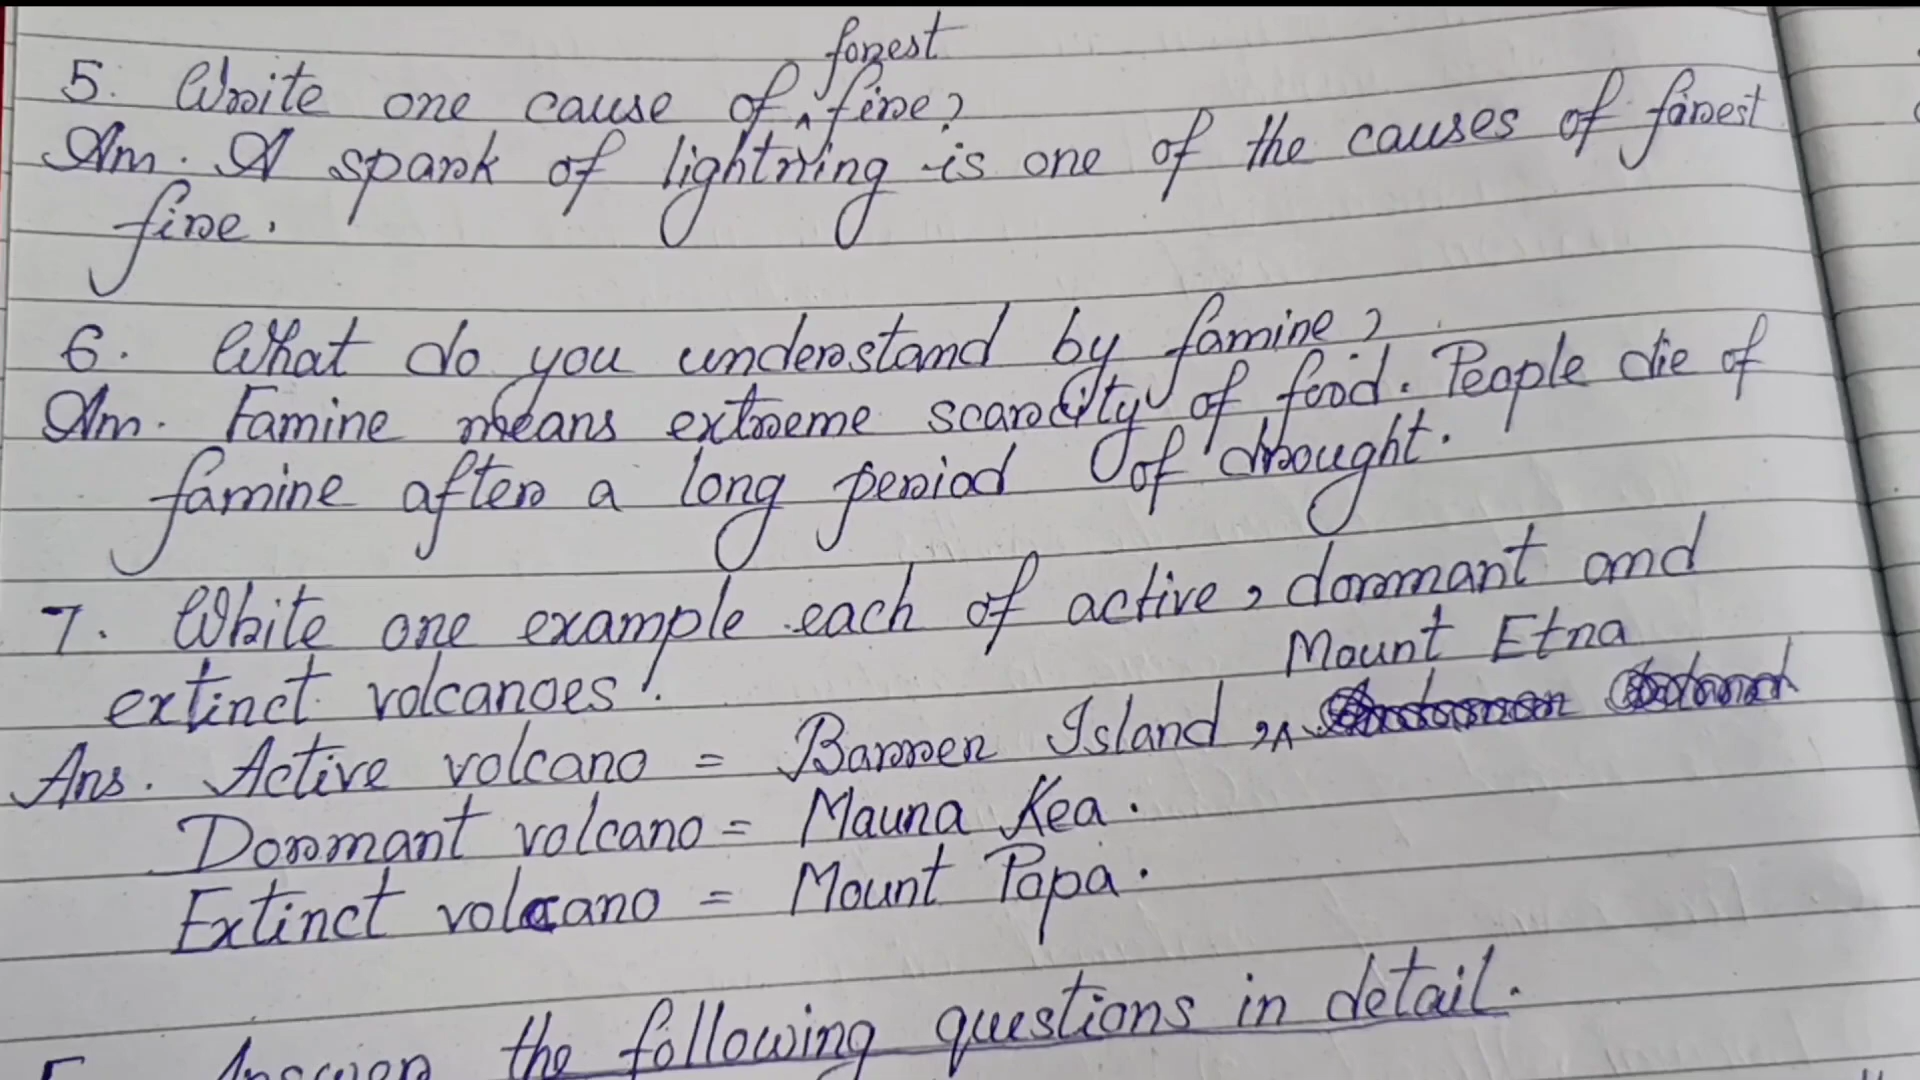 5. Write one cause of forest fire?
Ans. A spark of lightning is one of the causes of forest
fire.
6. What do you understand by famine?
Ans. Famine means extreme scarcity of food. People die of
famine after a long period of drought.
7. Write one example each of active, dormant and
extinct volcanoes!
Ans. Active volcano = Barren Island, Mount Etna
Dormant volcano = Mauna Kea.
Extinct volcano = Mount Popa.
Answer the following questions in detail.